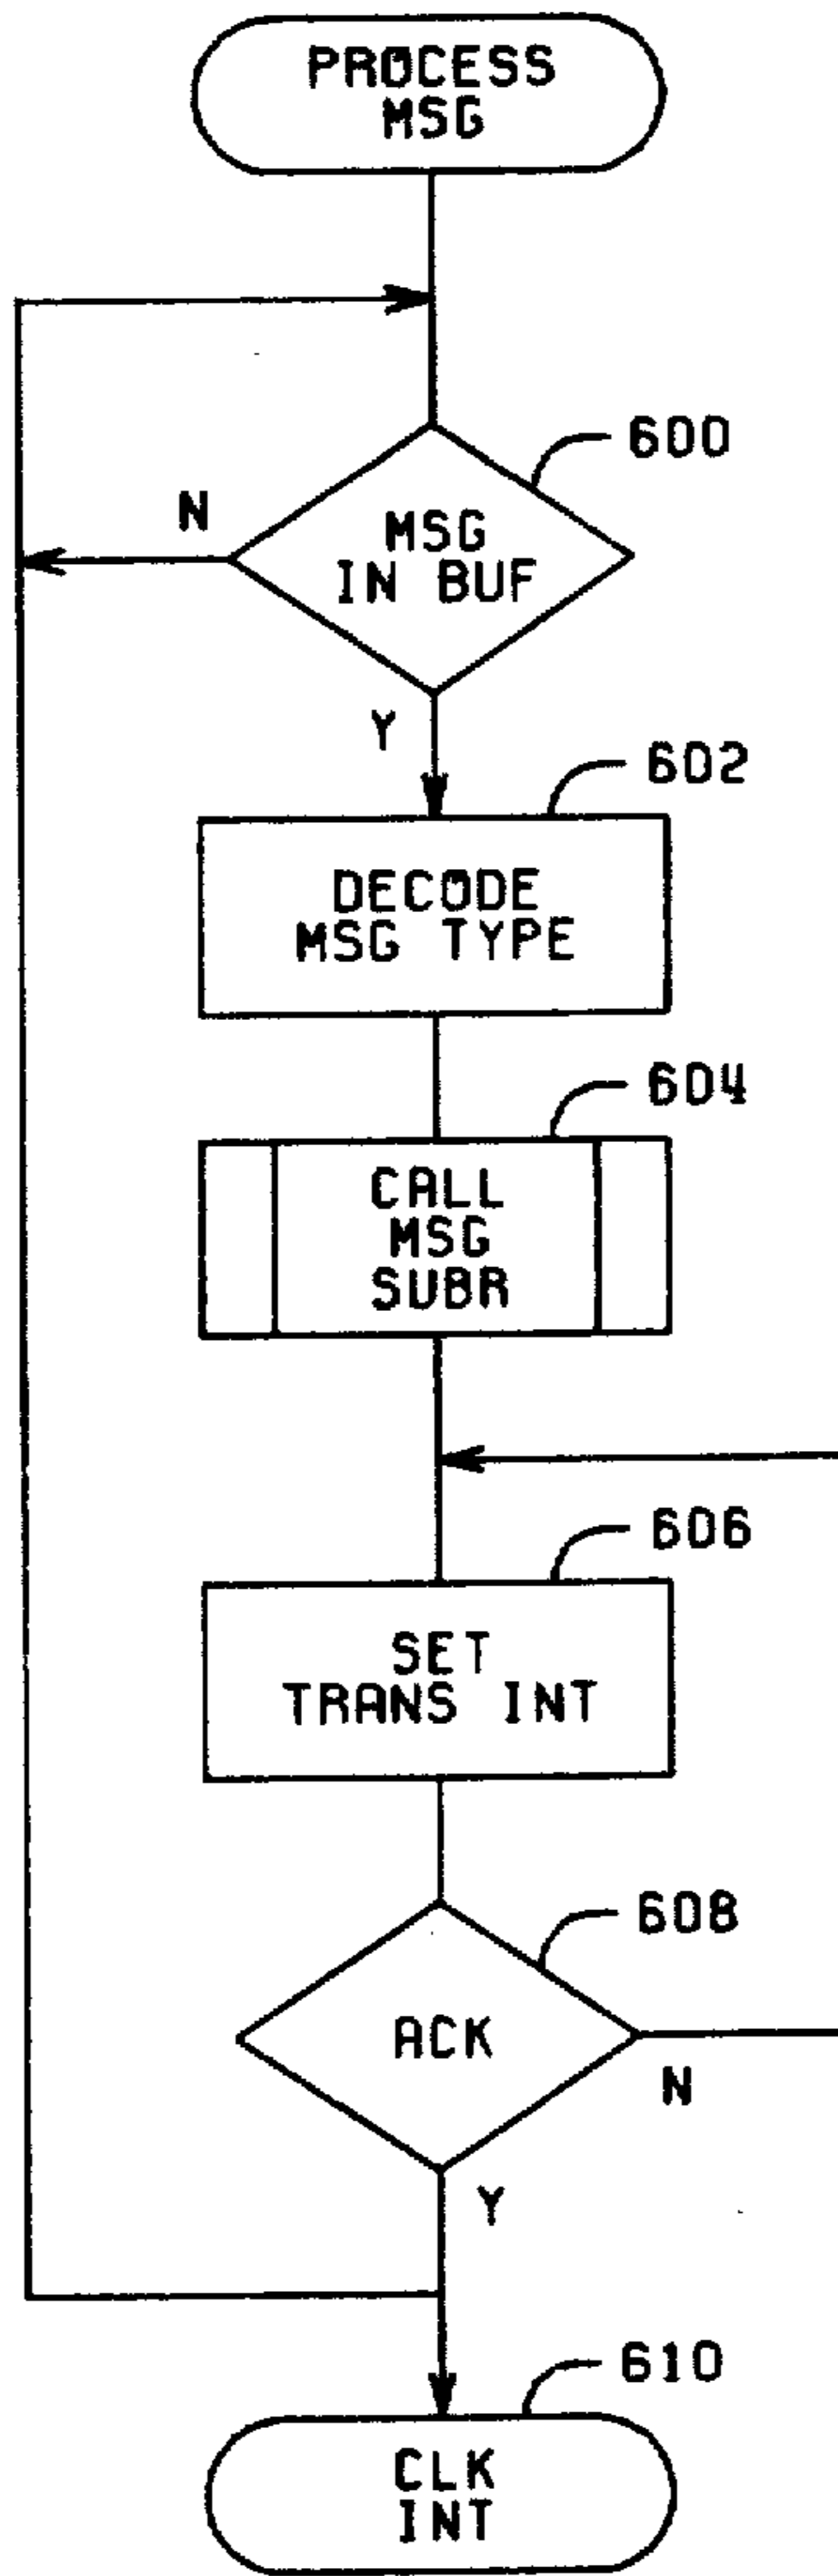 PROCESS
MSG
600
N
MSG
IN BUF
Y
602
DECODE
MSG TYPE
604
CALL
MSG
SUBR
606
SET
TRANS INT
608
ACK
N
Y
610
CLK
INT